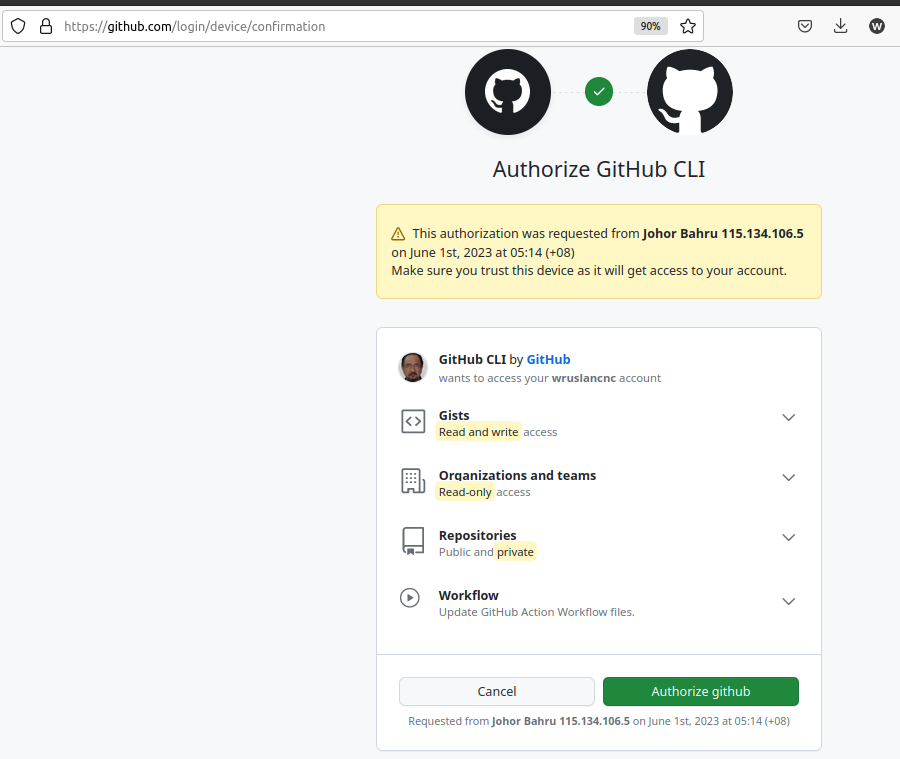 https://github.com/login/device/confirmation
90%
W
Authorize GitHub CLI
This authorization was requested from Johor Bahru 115.134.106.5
on June 1st, 2023 at 05:14 (+08)
Make sure you trust this device as it will get access to your account.
GitHub CLI by GitHub
wants to access your wruslancnc account
Gists
Read and write access
Organizations and teams
Read-only access
Repositories
Public and private
Workflow
Update GitHub Action Workflow files.
Cancel
Authorize github
Requested from Johor Bahru 115.134.106.5 on June 1st, 2023 at 05:14 (+08)